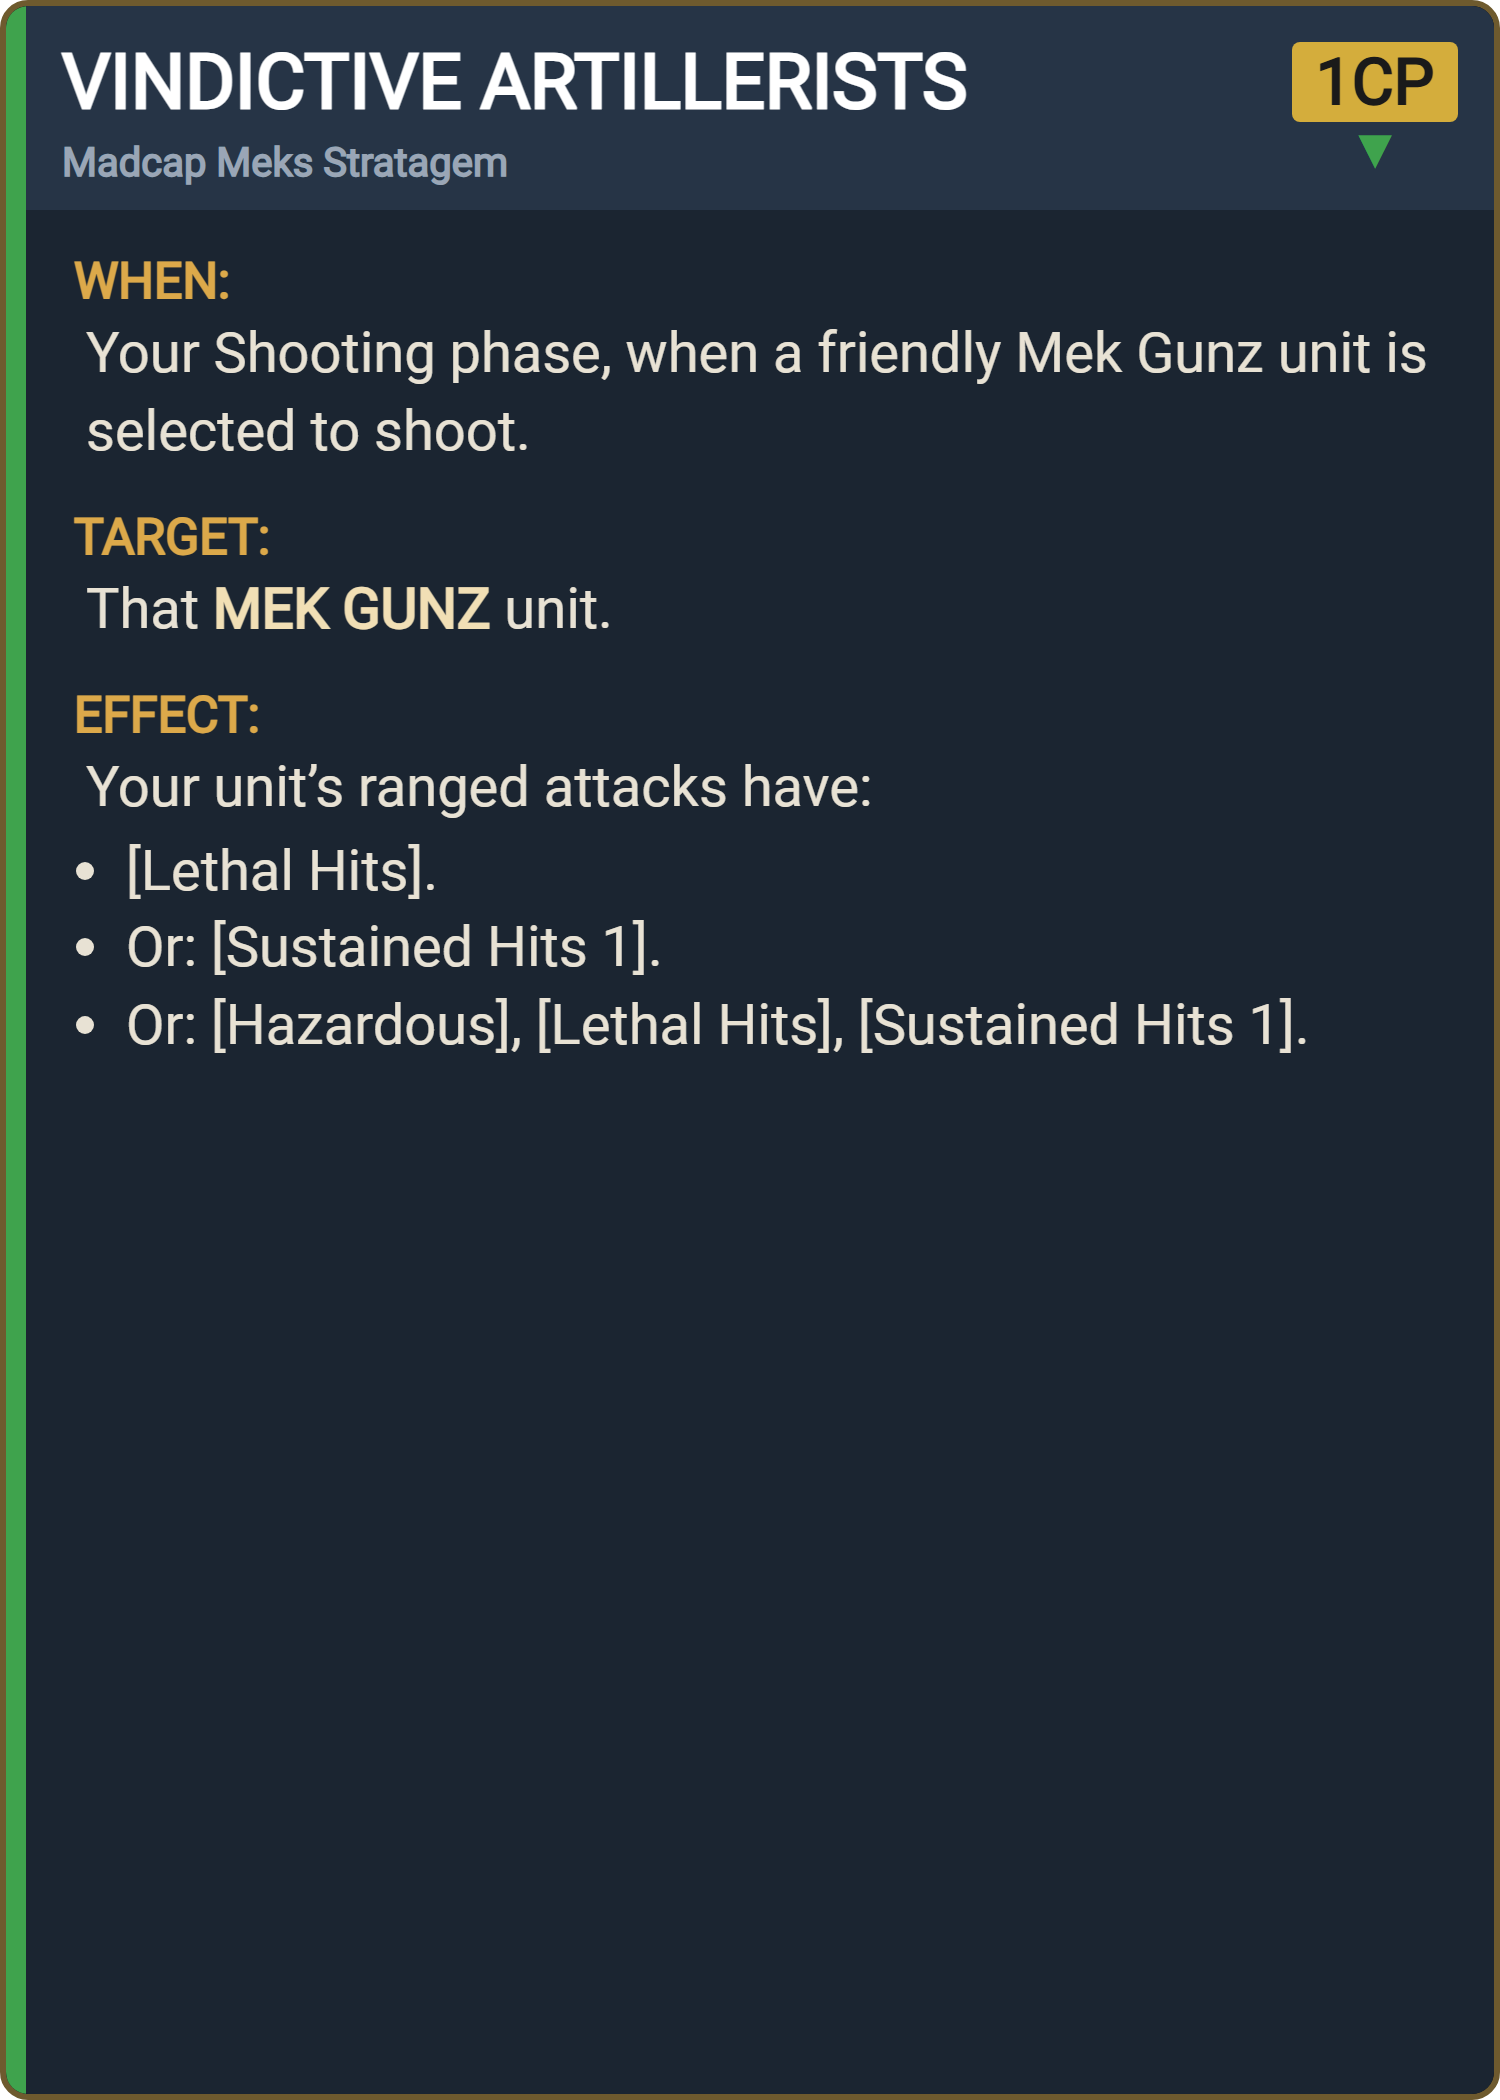 VINDICTIVE ARTILLERISTS
1CP
Madcap Meks Stratagem
WHEN:
Your Shooting phase, when a friendly Mek Gunz unit is
selected to shoot.
TARGET:
That MEK GUNZ unit.
EFFECT:
Your unit’s ranged attacks have:
• [Lethal Hits].
• Or: [Sustained Hits 1].
• Or: [Hazardous], [Lethal Hits], [Sustained Hits 1].